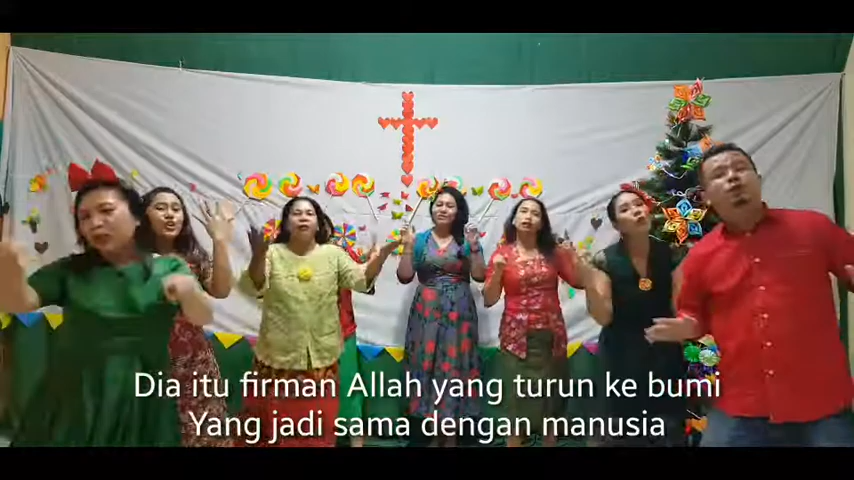 Dia itu firman Allah yang turun ke bumi
Yang jadi sama dengan manusia